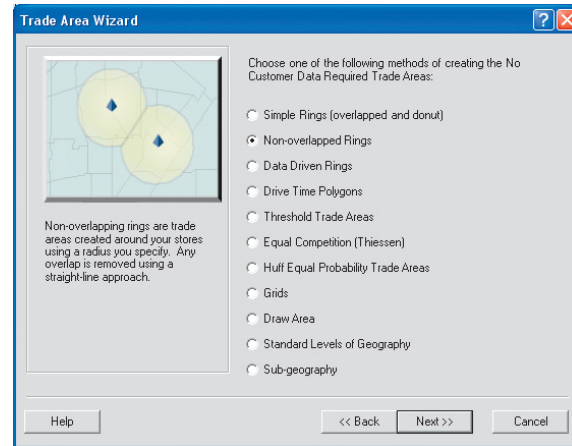 Trade Area Wizard
Choose one of the following methods of creating the No
Customer Data Required Trade Areas:
Simple Rings (overlapped and donut)
Non-overlapped Rings
Data Driven Rings
Drive Time Polygons
Threshold Trade Areas
Equal Competition (Thiessen)
Huff Equal Probability Trade Areas
Grids
Draw Area
Standard Levels of Geography
Sub-geography
Non-overlapping rings are trade
areas created around your stores
using a radius you specify. Any
overlap is removed using a
straight-line approach.
Help
<< Back
Next >>
Cancel